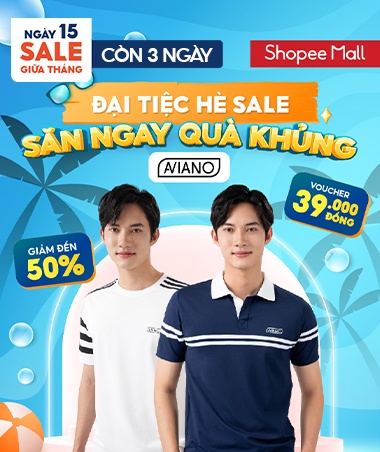 NGÀY 15
SALE
GIỮA THÁNG
CÒN 3 NGÀY
Shopee Mall
ĐẠI TIỆC HÈ SALE
SĂN NGAY QUÀ KHỦNG
AVIANO
VOUCHER
39.000
ĐỒNG
GIẢM ĐẾN
50%